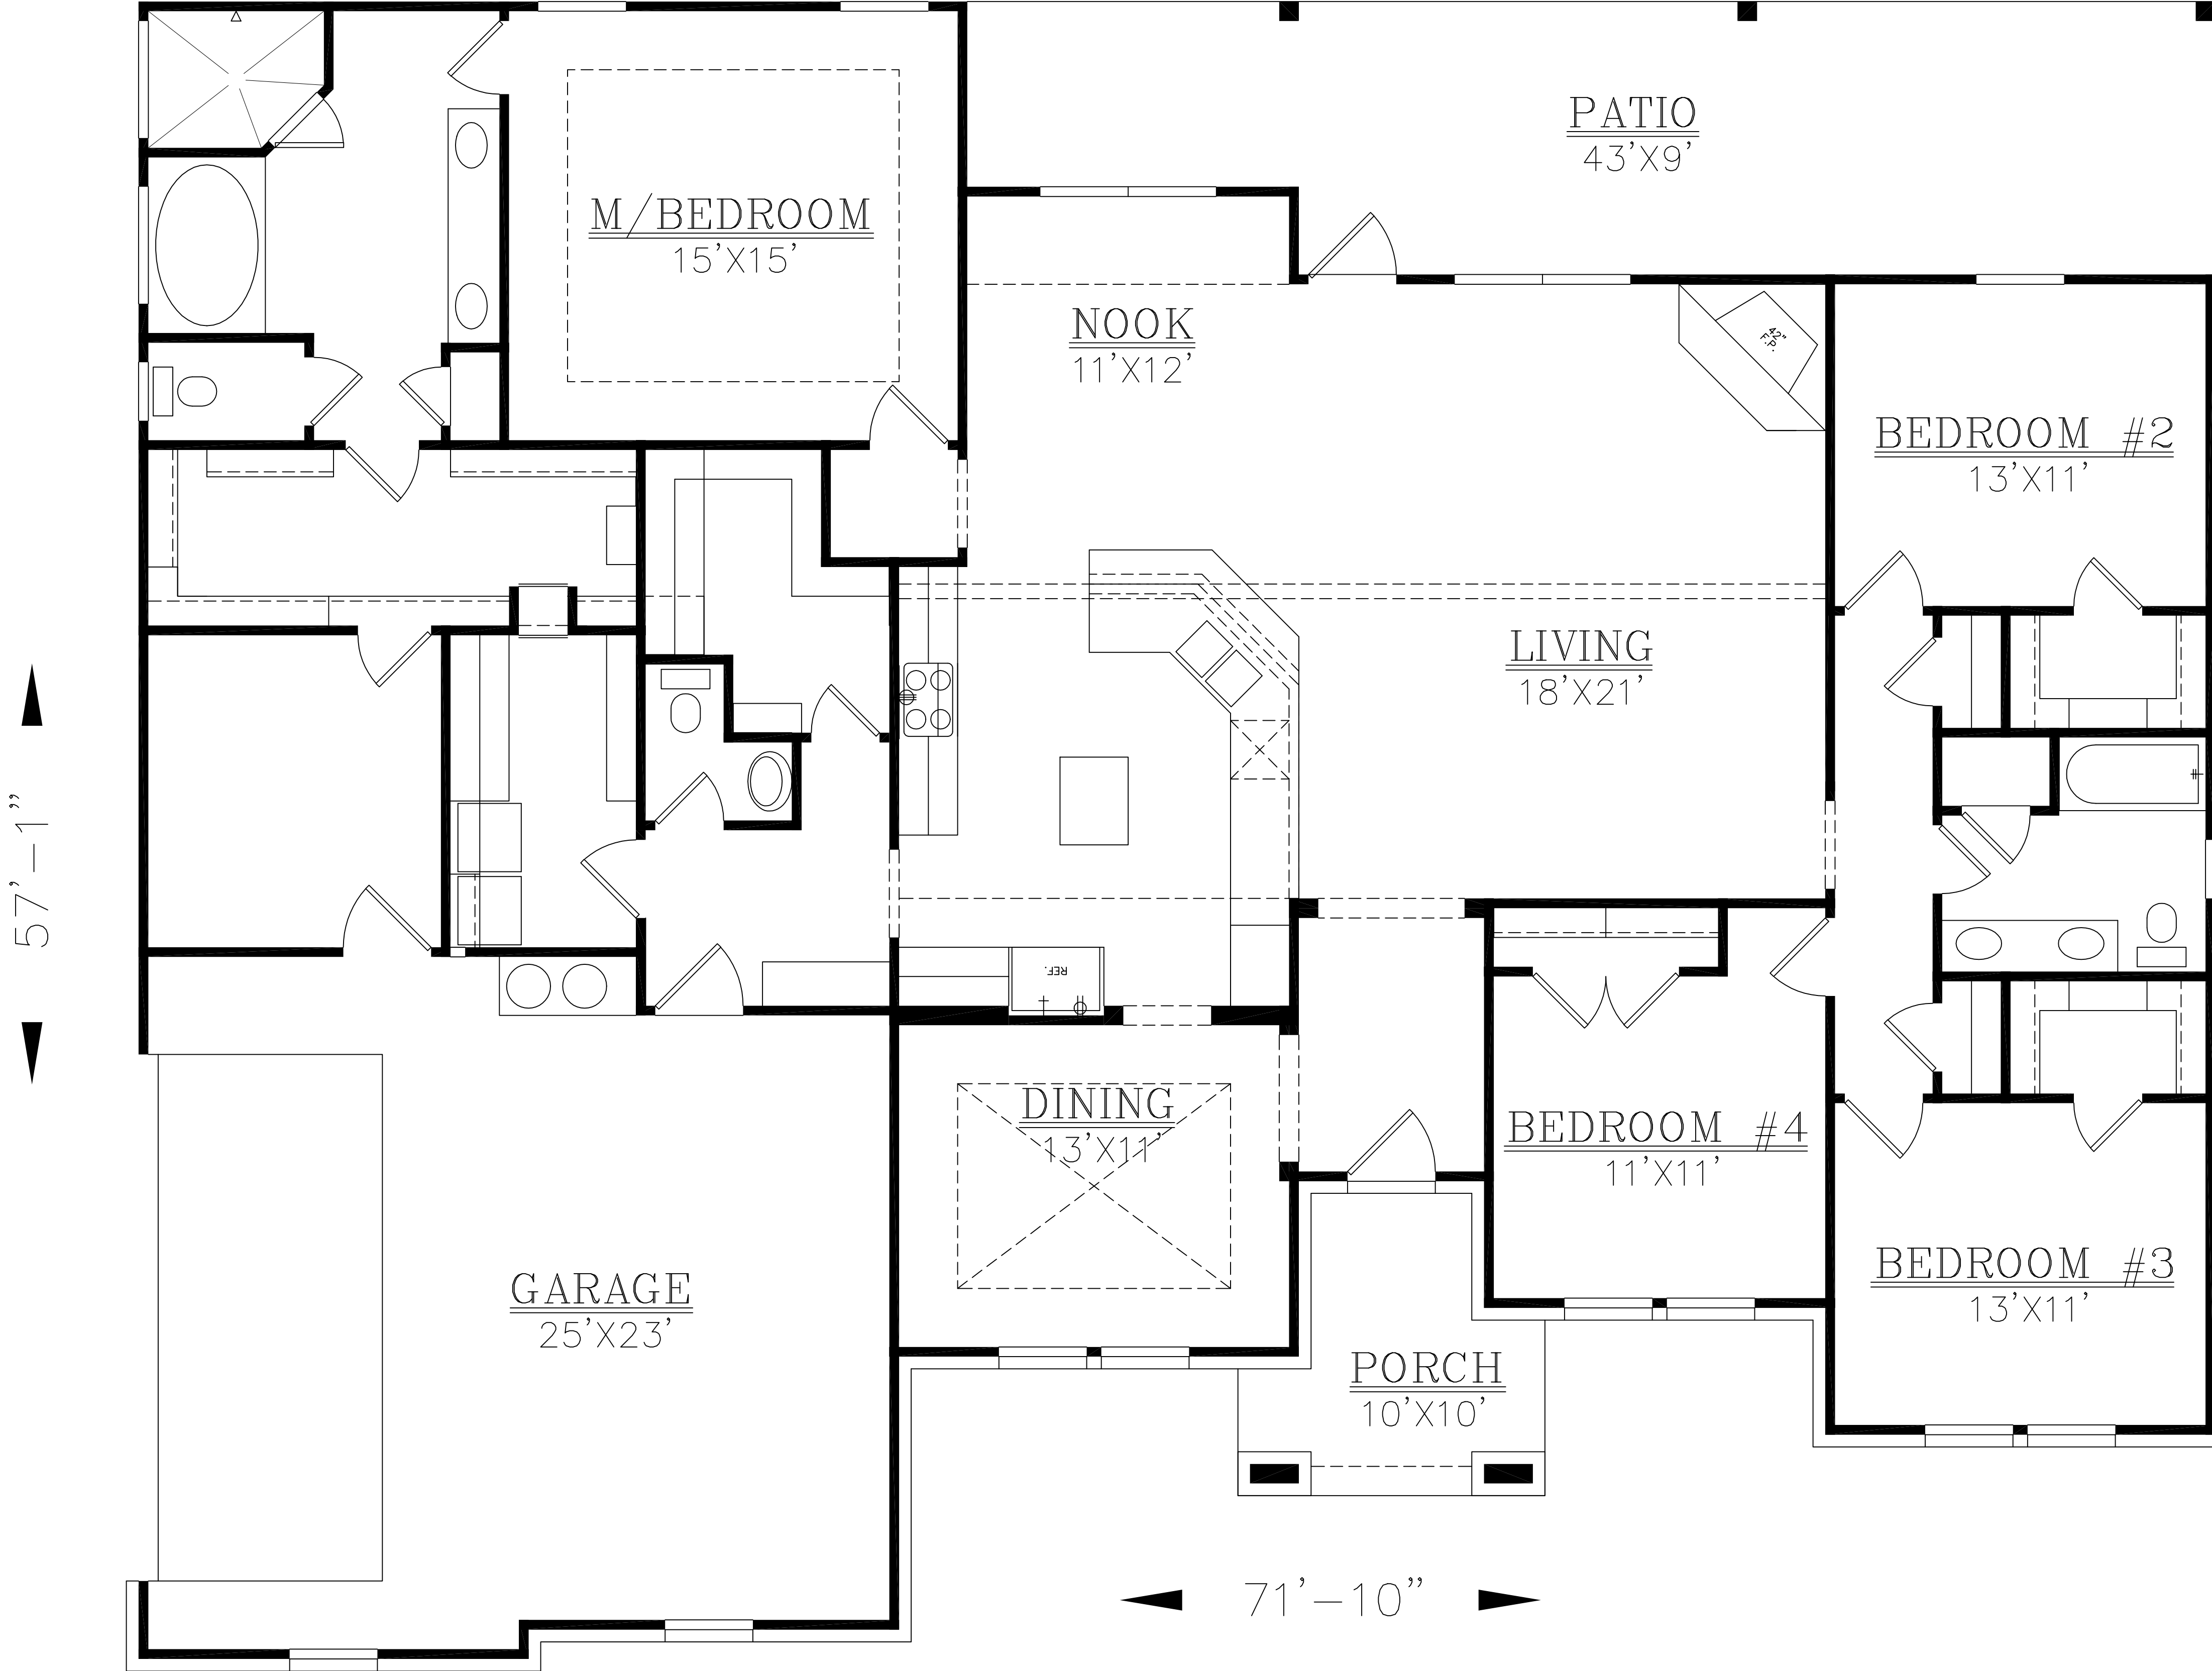 PATIO
43'X9'
M/BEDROOM
15'X15'
NOOK
11'X12'
42"
F.P.
BEDROOM #2
13'X11'
LIVING
18'X21'
57'-1"
REF.
DINING
13'X11'
BEDROOM #4
11'X11'
GARAGE
25'X23'
BEDROOM #3
13'X11'
PORCH
10'X10'
71'-10"